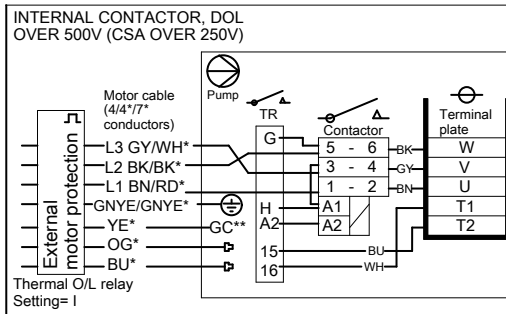 INTERNAL CONTACTOR, DOL
OVER 500V (CSA OVER 250V)
Motor cable
(4/4*/7*
conductors)
Pump
TR
Contactor
Terminal
plate
External
motor protection
L3 GY/WH*
L2 BK/BK*
L1 BN/RD*
GNYE/GNYE*
YE*
GC**
OG*
BU*
G
H
A2
15
16
5 - 6
3 - 4
1 - 2
A1
A2
BK
GY
BN
BU
WH
W
V
U
T1
T2
Thermal O/L relay
Setting= I